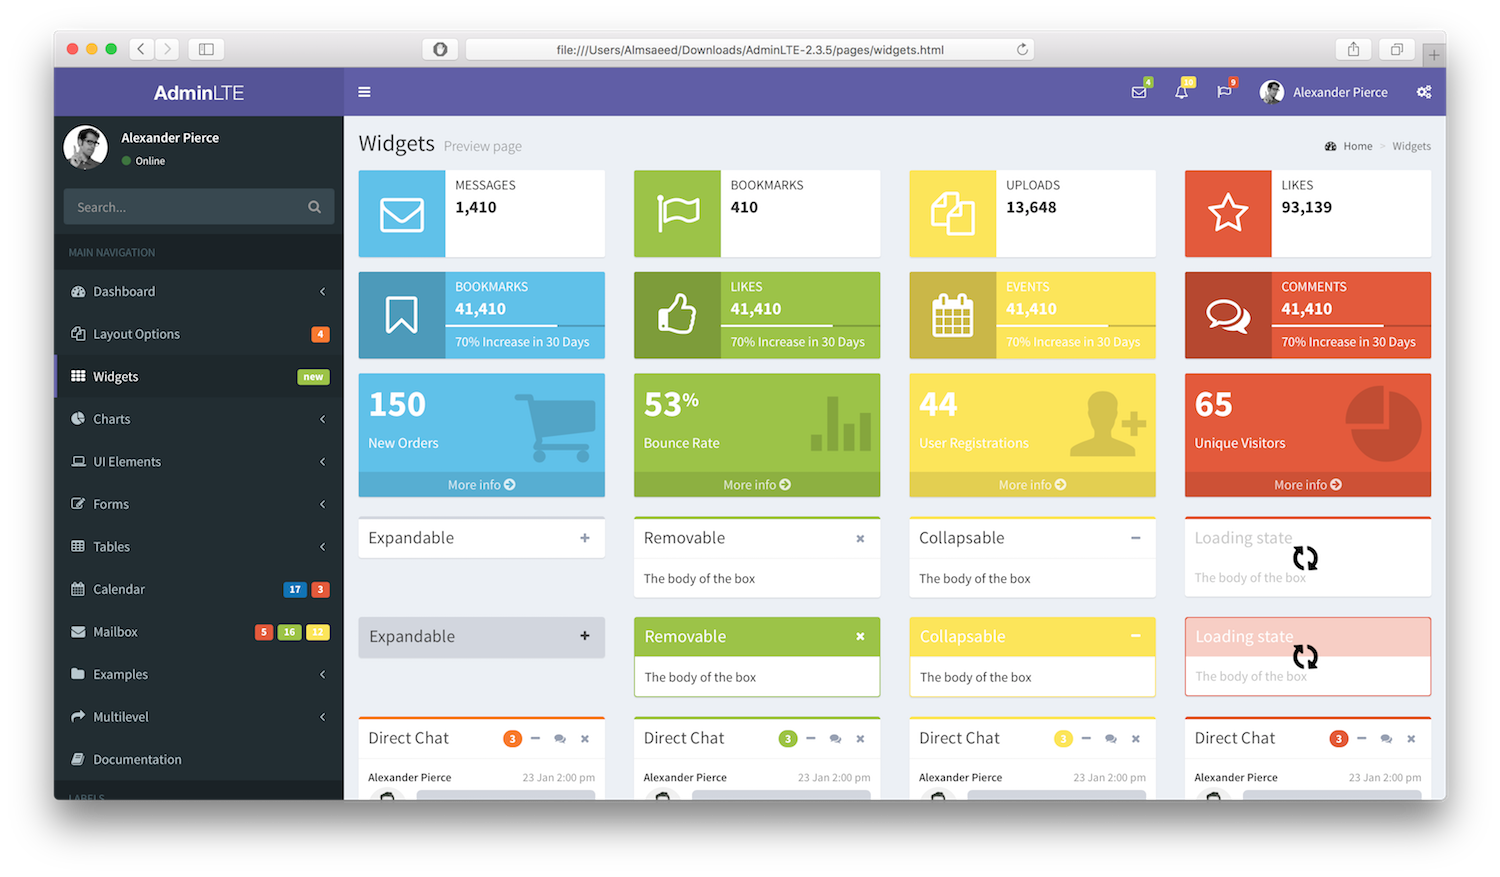 file:///Users/Almsaeed/Downloads/AdminLTE-2.3.5/pages/widgets.html
AdminLTE
4
10
9
Alexander Pierce
Alexander Pierce
Online
Search...
MAIN NAVIGATION
Dashboard
Layout Options 4
Widgets new
Charts
UI Elements
Forms
Tables
Calendar 17 3
Mailbox 5 16 12
Examples
Multilevel
Documentation
LABELS
Widgets Preview page
Home > Widgets
MESSAGES
1,410
BOOKMARKS
410
UPLOADS
13,648
LIKES
93,139
BOOKMARKS
41,410
70% Increase in 30 Days
LIKES
41,410
70% Increase in 30 Days
EVENTS
41,410
70% Increase in 30 Days
COMMENTS
41,410
70% Increase in 30 Days
150
New Orders
More info
53%
Bounce Rate
More info
44
User Registrations
More info
65
Unique Visitors
More info
Expandable
Removable
The body of the box
Collapsable
The body of the box
Loading state
The body of the box
Expandable
Removable
The body of the box
Collapsable
The body of the box
Loading state
The body of the box
Direct Chat 3
Alexander Pierce 23 Jan 2:00 pm
Direct Chat 3
Alexander Pierce 23 Jan 2:00 pm
Direct Chat 3
Alexander Pierce 23 Jan 2:00 pm
Direct Chat 3
Alexander Pierce 23 Jan 2:00 pm